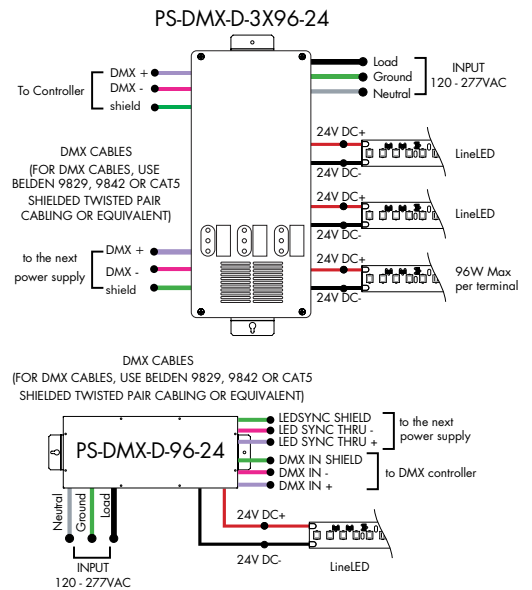 PS-DMX-D-3X96-24
DMX +
DMX -
shield
To Controller
Load
Ground
Neutral
INPUT
120 - 277VAC
DMX CABLES
(FOR DMX CABLES, USE
BELDEN 9829, 9842 OR CAT5
SHIELDED TWISTED PAIR
CABLING OR EQUIVALENT)
24V DC+
24V DC-
LineLED
24V DC+
24V DC-
LineLED
24V DC+
24V DC-
96W Max
per terminal
to the next
power supply
DMX +
DMX -
shield
DMX CABLES
(FOR DMX CABLES, USE BELDEN 9829, 9842 OR CAT5
SHIELDED TWISTED PAIR CABLING OR EQUIVALENT)
PS-DMX-D-96-24
LEDSYNC SHIELD
LED SYNC THRU -
LED SYNC THRU +
to the next
power supply
DMX IN SHIELD
DMX IN -
DMX IN +
to DMX controller
Neutral
Ground
Load
INPUT
120 - 277VAC
24V DC+
24V DC-
LineLED